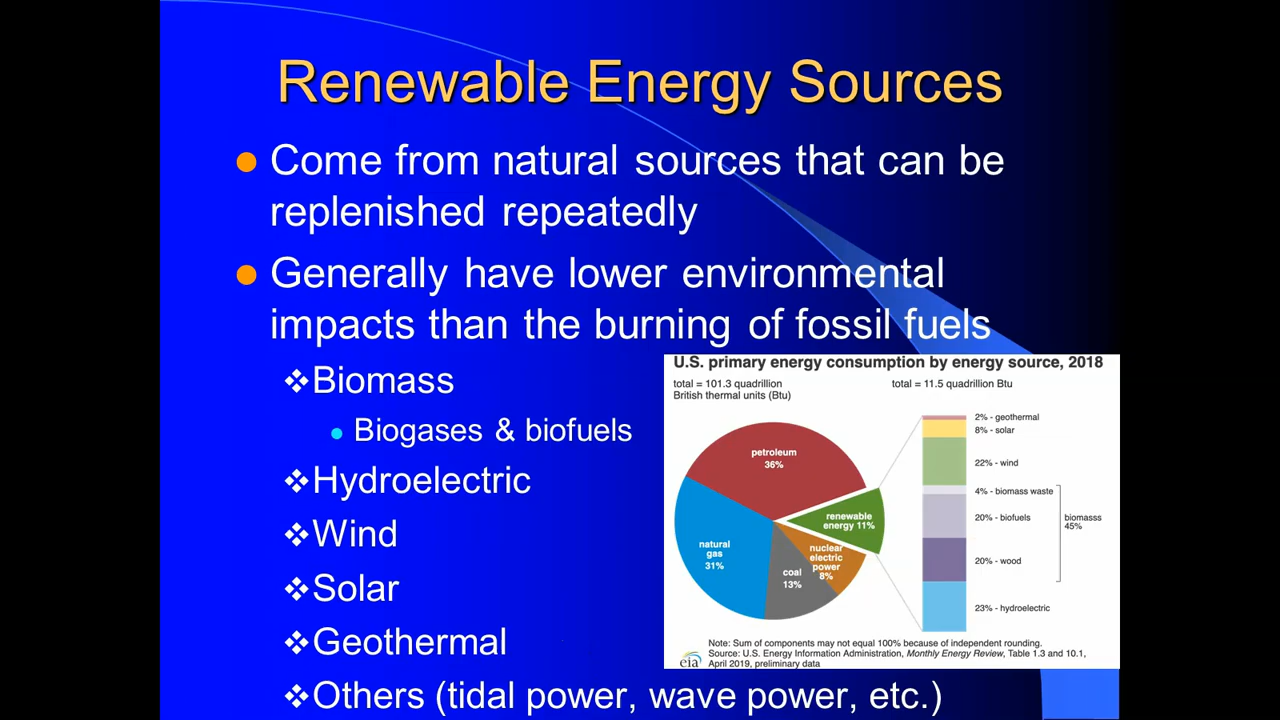 Renewable Energy Sources
Come from natural sources that can be
replenished repeatedly
Generally have lower environmental
impacts than the burning of fossil fuels
Biomass
Biogases & biofuels
Hydroelectric
Wind
Solar
Geothermal
Others (tidal power, wave power, etc.)
U.S. primary energy consumption by energy source, 2018
total = 101.3 quadrillion
British thermal units (Btu)
total = 11.5 quadrillion Btu
petroleum
36%
renewable
energy 11%
natural
gas
31%
nuclear
electric
power
8%
coal
13%
2% - geothermal
8% - solar
22% - wind
4% - biomass waste
20% - biofuels
biomasss
45%
20% - wood
23% - hydroelectric
Note: Sum of components may not equal 100% because of independent rounding.
Source: U.S. Energy Information Administration, Monthly Energy Review, Table 1.3 and 10.1,
April 2019, preliminary data
eia